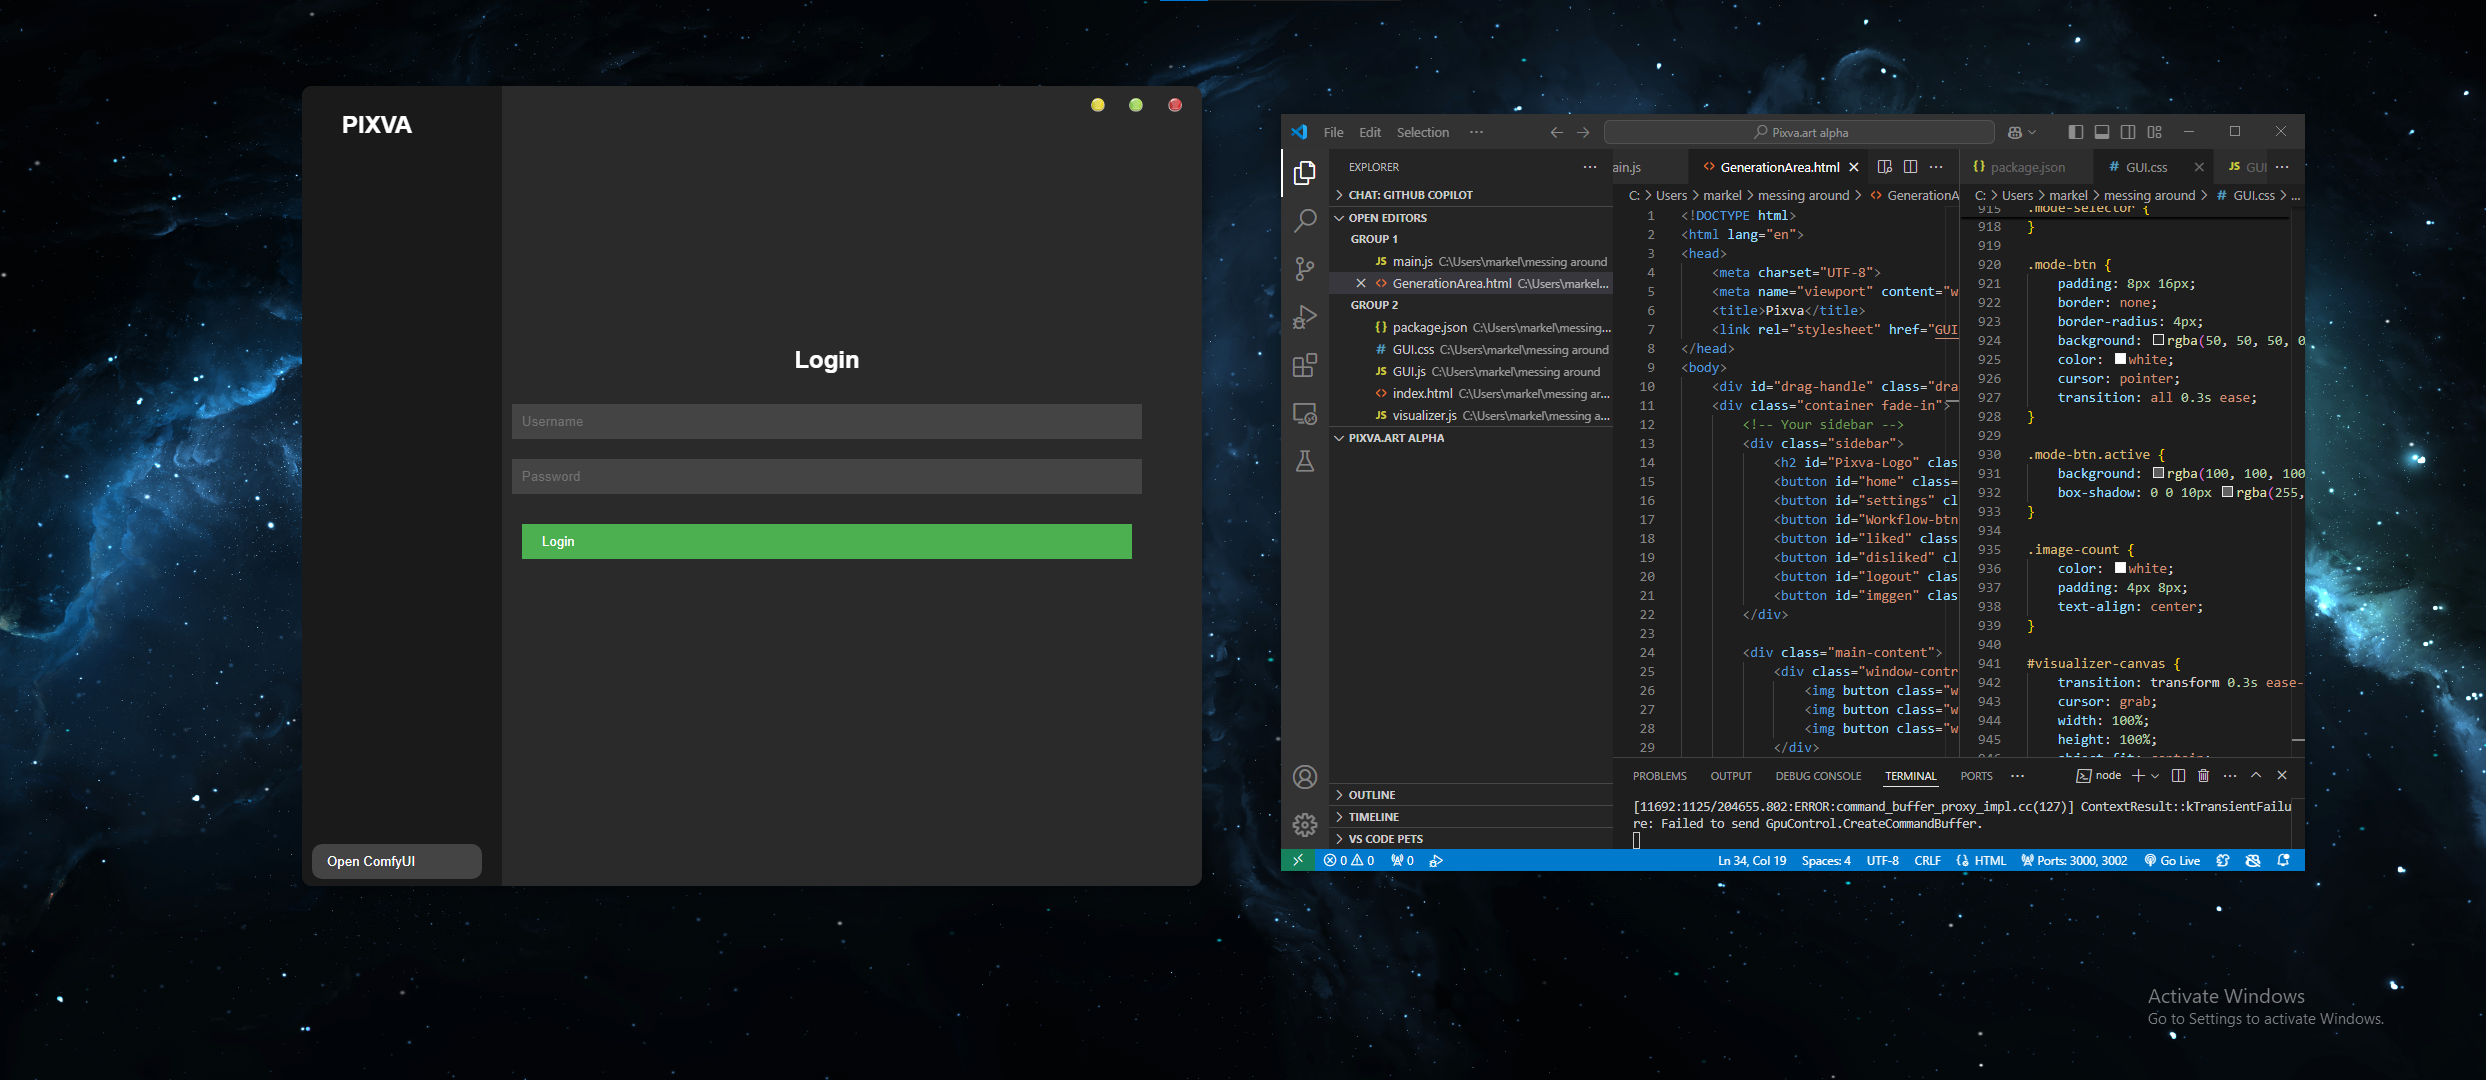 PIXVA
Login
Username
Password
Login
Open ComfyUI
File Edit Selection ···
Pixva.art alpha
EXPLORER ···
CHAT: GITHUB COPILOT
OPEN EDITORS
GROUP 1
JS main.js C:\Users\markel\messing around
GenerationArea.html C:\Users\markel...
GROUP 2
{} package.json C:\Users\markel\messing...
# GUI.css C:\Users\markel\messing around
JS GUI.js C:\Users\markel\messing around
<> index.html C:\Users\markel\messing ar...
JS visualizer.js C:\Users\markel\messing a...
PIXVA.ART ALPHA
OUTLINE
TIMELINE
VS CODE PETS
ain.js <> GenerationArea.html
C: > Users > markel > messing around > <> GenerationA
1 <!DOCTYPE html>
2 <html lang="en">
3 <head>
4 <meta charset="UTF-8">
5 <meta name="viewport" content="w
6 <title>Pixva</title>
7 <link rel="stylesheet" href="GUI
8 </head>
9 <body>
10 <div id="drag-handle" class="dra
11 <div class="container fade-in">
12 <!-- Your sidebar -->
13 <div class="sidebar">
14 <h2 id="Pixva-Logo" clas
15 <button id="home" class=
16 <button id="settings" cl
17 <button id="Workflow-btn
18 <button id="liked" class
19 <button id="disliked" cl
20 <button id="logout" clas
21 <button id="imggen" clas
22 </div>
23
24 <div class="main-content">
25 <div class="window-contr
26 <img button class="w
27 <img button class="w
28 <img button class="w
29 </div>
{} package.json # GUI.css JS GUI ···
C: > Users > markel > messing around > # GUI.css > ...
915 .mode-selector {
918 }
919
920 .mode-btn {
921 padding: 8px 16px;
922 border: none;
923 border-radius: 4px;
924 background: rgba(50, 50, 50, 0
925 color: white;
926 cursor: pointer;
927 transition: all 0.3s ease;
928 }
929
930 .mode-btn.active {
931 background: rgba(100, 100, 100
932 box-shadow: 0 0 10px rgba(255,
933 }
934
935 .image-count {
936 color: white;
937 padding: 4px 8px;
938 text-align: center;
939 }
940
941 #visualizer-canvas {
942 transition: transform 0.3s ease-
943 cursor: grab;
944 width: 100%;
945 height: 100%;
PROBLEMS OUTPUT DEBUG CONSOLE TERMINAL PORTS ··· node
[11692:1125/204655.802:ERROR:command_buffer_proxy_impl.cc(127)] ContextResult::kTransientFailu
re: Failed to send GpuControl.CreateCommandBuffer.
0 0 0 Ln 34, Col 19 Spaces: 4 UTF-8 CRLF HTML Ports: 3000, 3002 Go Live
Activate Windows
Go to Settings to activate Windows.